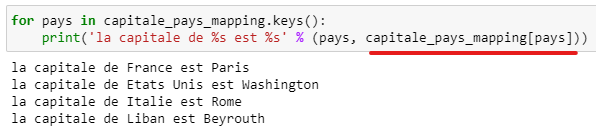 for pays in capitale_pays_mapping.keys():
    print('la capitale de %s est %s' % (pays, capitale_pays_mapping[pays]))
la capitale de France est Paris
la capitale de Etats Unis est Washington
la capitale de Italie est Rome
la capitale de Liban est Beyrouth